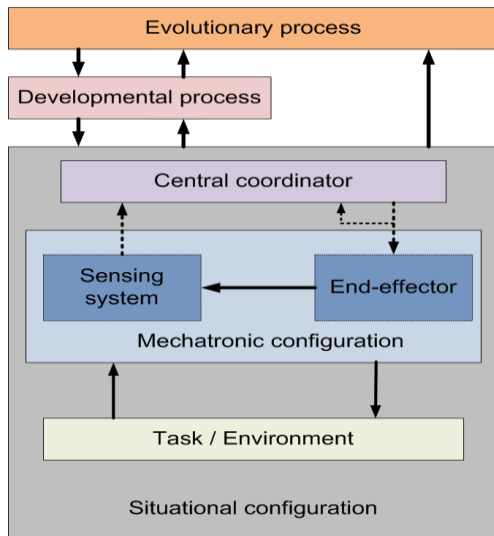 Evolutionary process
Developmental process
Central coordinator
Sensing
system
End-effector
Mechatronic configuration
Task / Environment
Situational configuration